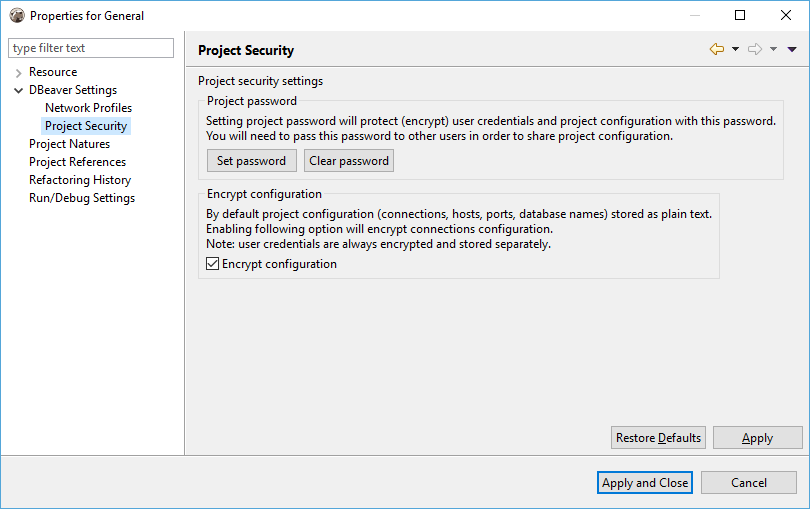 Properties for General
type filter text
Resource
DBeaver Settings
Network Profiles
Project Security
Project Natures
Project References
Refactoring History
Run/Debug Settings
Project Security
Project security settings
Project password
Setting project password will protect (encrypt) user credentials and project configuration with this password.
You will need to pass this password to other users in order to share project configuration.
Set password
Clear password
Encrypt configuration
By default project configuration (connections, hosts, ports, database names) stored as plain text.
Enabling following option will encrypt connections configuration.
Note: user credentials are always encrypted and stored separately.
Encrypt configuration
Restore Defaults
Apply
Apply and Close
Cancel